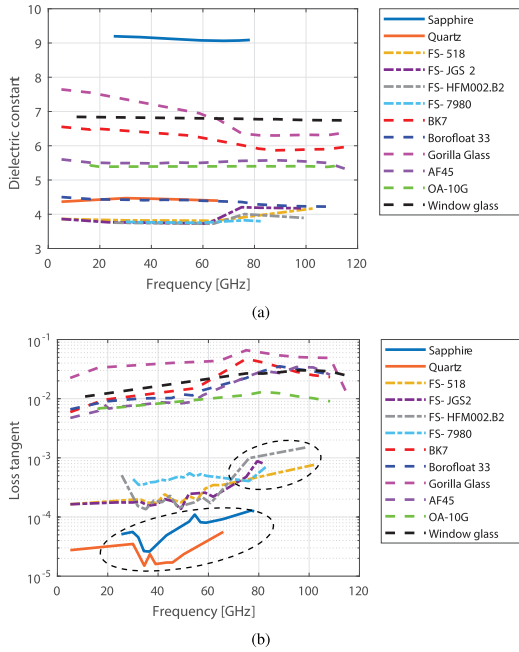 10
9
8
7
6
5
4
3
Dielectric constart
0 20 40 60 80 100 120
Frequency [GHz]
Sapphire
Quartz
FS- 518
FS- JGS 2
FS- HFM002.B2
FS- 7980
BK7
Borofloat 33
Gorilla Glass
AF45
OA-10G
Window glass
(a)
10-1
10-2
10-3
10-4
10-5
Loss tangent
0 20 40 60 80 100 120
Frequency [GHz]
Sapphire
Quartz
FS- 518
FS- JGS2
FS- HFM002.B2
FS- 7980
BK7
Borofloat 33
Gorilla Glass
AF45
OA-10G
Window glass
(b)